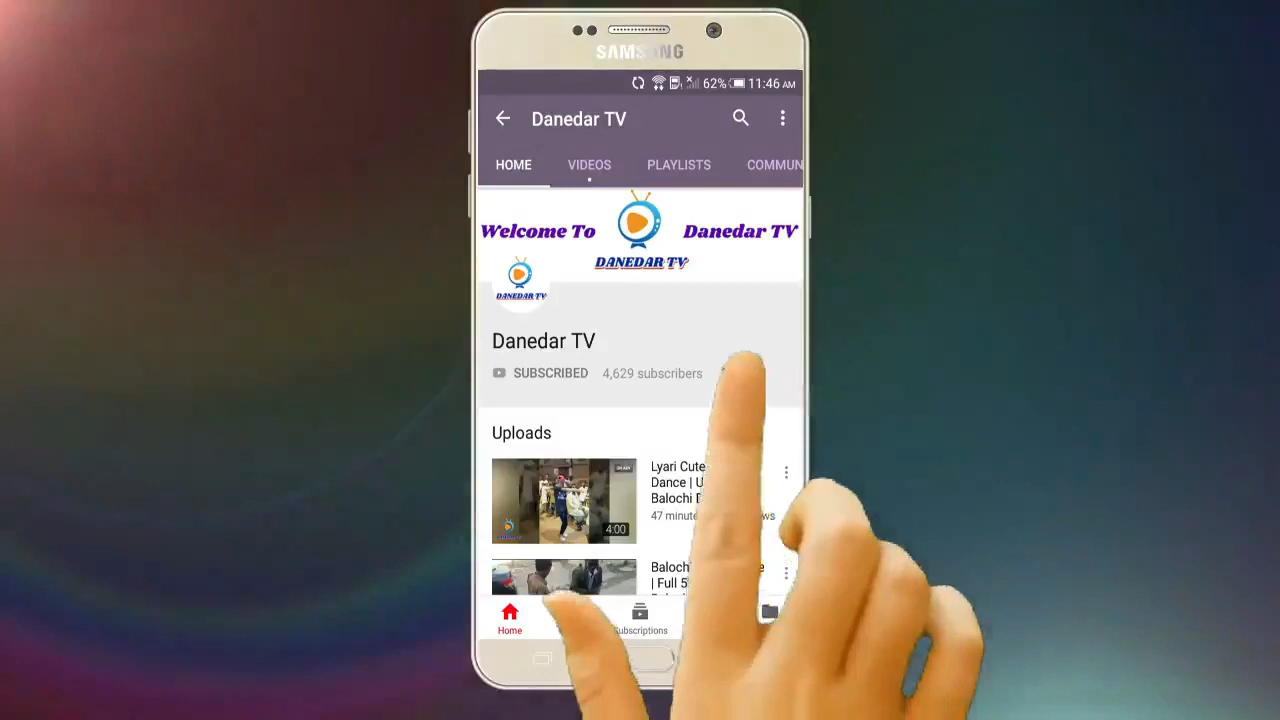 SAMSUNG
62% 11:46 AM
Danedar TV
HOME VIDEOS PLAYLISTS COMMUN
Welcome To Danedar TV
DANEDAR TV
DANEDAR TV
Danedar TV
SUBSCRIBED 4,629 subscribers
Uploads
Lyari Cute
Dance | U
Balochi D
47 minute
4:00
Baloch
| Full 5
Home
Subscriptions